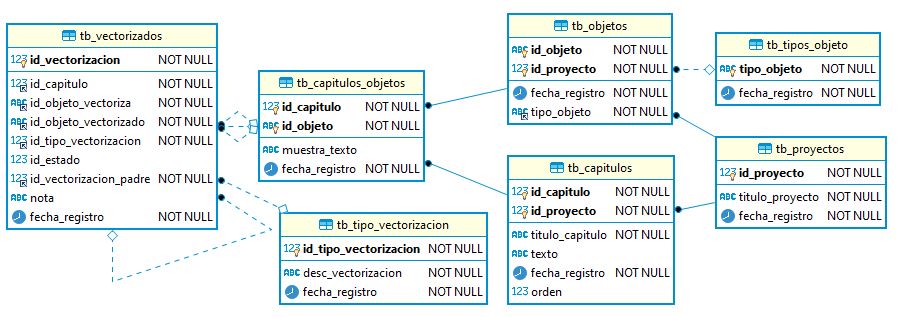 tb_vectorizados
123 id_vectorizacion NOT NULL
123 id_capitulo NOT NULL
ABC id_objeto_vectoriza NOT NULL
ABC id_objeto_vectorizado NOT NULL
123 id_tipo_vectorizacion NOT NULL
123 id_estado
123 id_vectorizacion_padre NOT NULL
ABC nota
fecha_registro NOT NULL
tb_capitulos_objetos
123 id_capitulo NOT NULL
ABC id_objeto NOT NULL
ABC muestra_texto
fecha_registro NOT NULL
tb_tipo_vectorizacion
123 id_tipo_vectorizacion NOT NULL
ABC desc_vectorizacion NOT NULL
fecha_registro NOT NULL
tb_objetos
ABC id_objeto NOT NULL
123 id_proyecto NOT NULL
fecha_registro NOT NULL
ABC tipo_objeto NOT NULL
tb_capitulos
123 id_capitulo NOT NULL
123 id_proyecto NOT NULL
ABC titulo_capitulo NOT NULL
ABC texto
fecha_registro NOT NULL
123 orden
tb_tipos_objeto
ABC tipo_objeto NOT NULL
fecha_registro NOT NULL
tb_proyectos
123 id_proyecto NOT NULL
ABC titulo_proyecto NOT NULL
fecha_registro NOT NULL